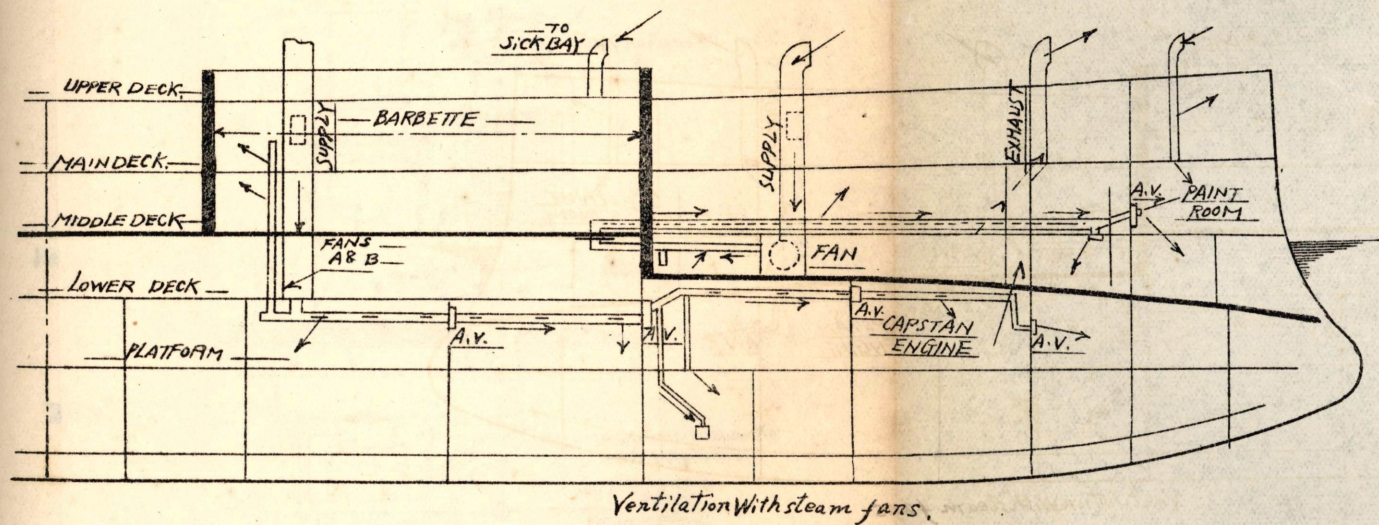 TO
SICK BAY
UPPER DECK.
BARBETTE
SUPPLY
SUPPLY
EXHAUST
MAIN DECK.
A.V.
PAINT
ROOM
MIDDLE DECK
FANS
A & B
FAN
LOWER DECK
A.V.
A.V.
A.V.
CAPSTAN
ENGINE
A.V.
PLATFORM
Ventilation With steam fans.